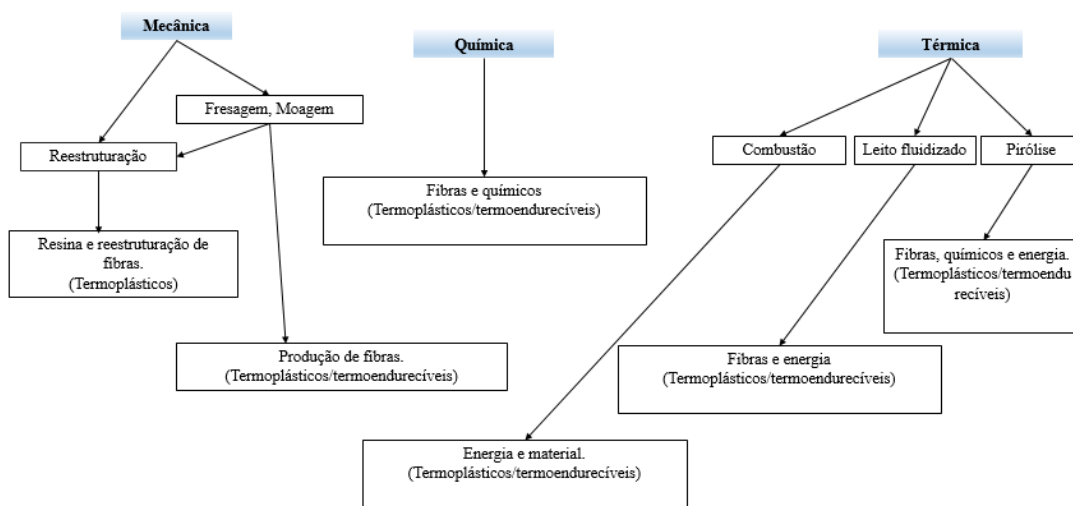 Mecânica
Química
Térmica
Fresagem, Moagem
Reestruturação
Combustão
Leito fluidizado
Pirólise
Fibras e químicos
(Termoplásticos/termoendurecíveis)
Resina e reestruturação de
fibras.
(Termoplásticos)
Fibras, químicos e energia.
(Termoplásticos/termoendu
recíveis)
Produção de fibras.
(Termoplásticos/termoendurecíveis)
Fibras e energia
(Termoplásticos/termoendurecíveis)
Energia e material.
(Termoplásticos/termoendurecíveis)